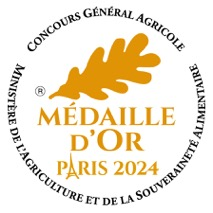 CONCOURS GÉNÉRAL AGRICOLE
®
MÉDAILLE
D'OR
PARIS 2024
MINISTÈRE DE L'AGRICULTURE ET DE LA SOUVERAINETÉ ALIMENTAIRE